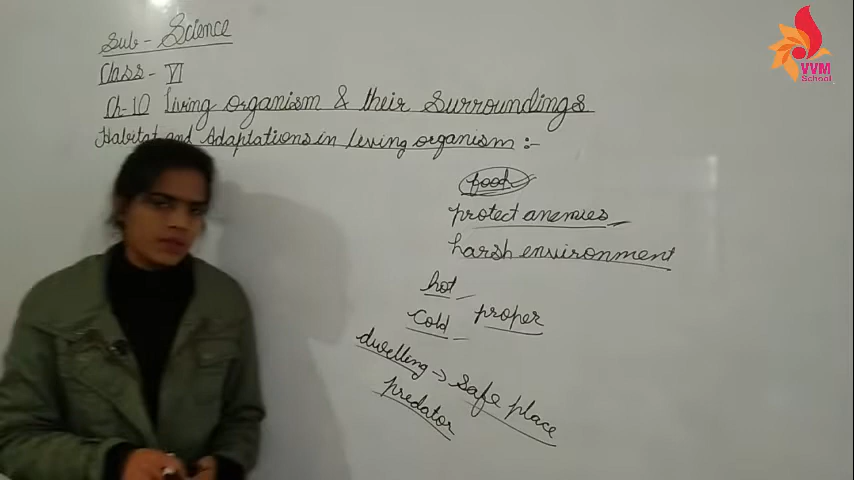 Sub - Science
Class - VI
Ch-10 Living organism & their Surroundings
Habitat and Adaptations in living organism :-
food
protect anemies
harsh environment
hot
cold
proper
dwelling → Safe place
predator
VVM
School